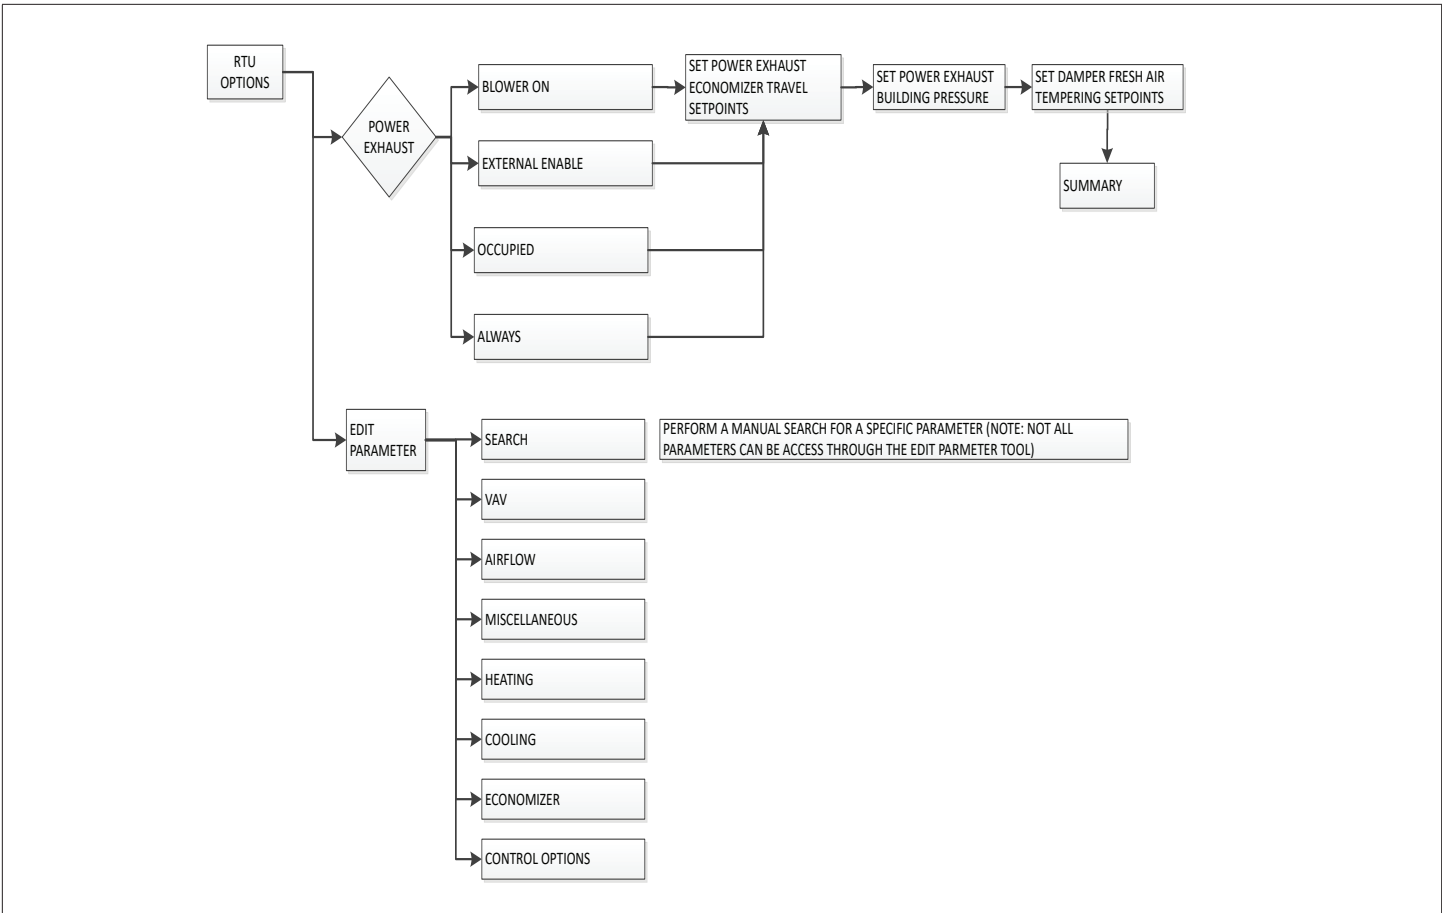 RTU
OPTIONS
POWER
EXHAUST
BLOWER ON
EXTERNAL ENABLE
OCCUPIED
ALWAYS
SET POWER EXHAUST
ECONOMIZER TRAVEL
SETPOINTS
SET POWER EXHAUST
BUILDING PRESSURE
SET DAMPER FRESH AIR
TEMPERING SETPOINTS
SUMMARY
EDIT
PARAMETER
SEARCH
PERFORM A MANUAL SEARCH FOR A SPECIFIC PARAMETER (NOTE: NOT ALL
PARAMETERS CAN BE ACCESS THROUGH THE EDIT PARMETER TOOL)
VAV
AIRFLOW
MISCELLANEOUS
HEATING
COOLING
ECONOMIZER
CONTROL OPTIONS